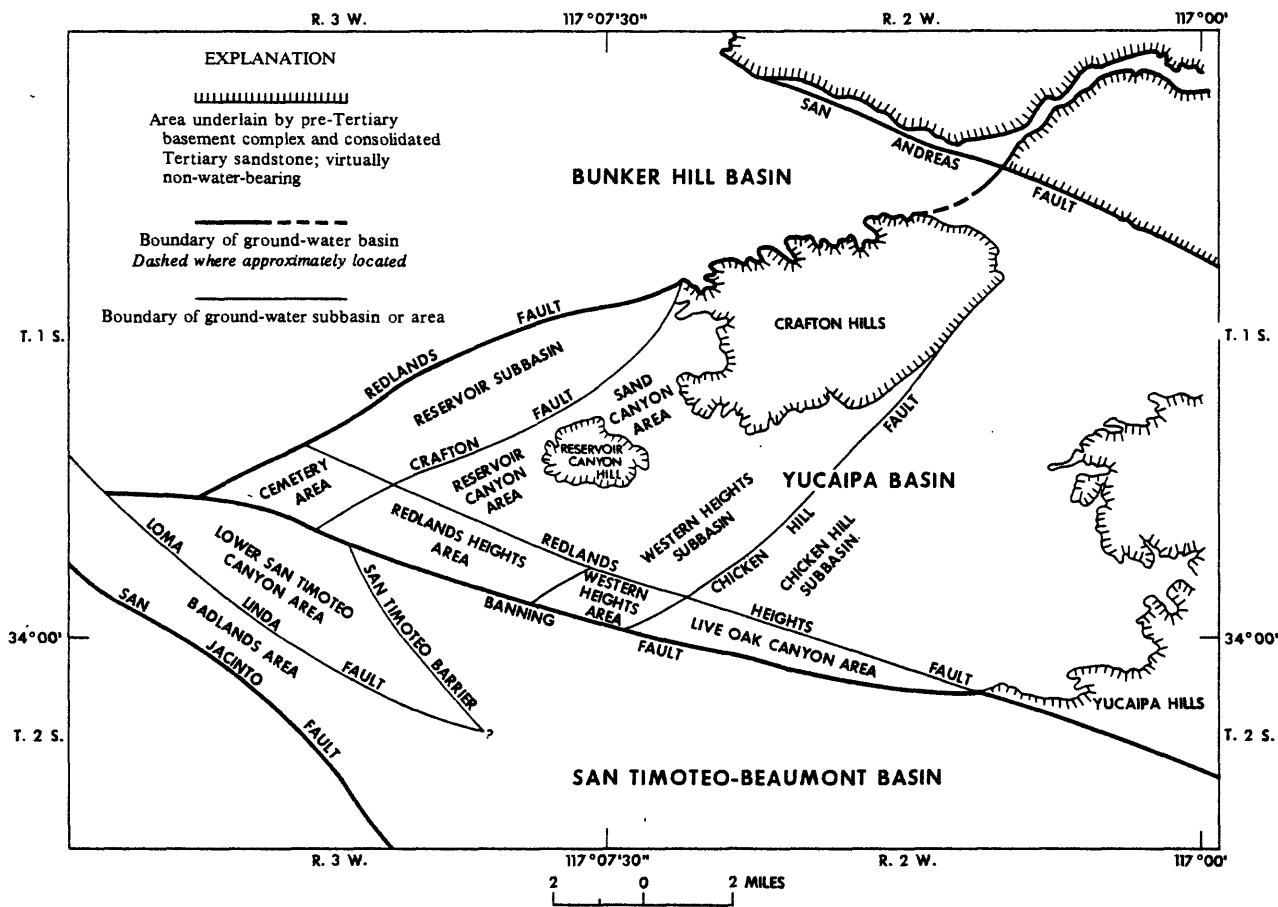 R. 3 W.
117°07'30"
R. 2 W.
117°00'
EXPLANATION
Area underlain by pre-Tertiary
basement complex and consolidated
Tertiary sandstone; virtually
non-water-bearing
Boundary of ground-water basin
Dashed where approximately located
Boundary of ground-water subbasin or area
SAN
ANDREAS
FAULT
BUNKER HILL BASIN
CRAFTON HILLS
T. 1 S.
T. 1 S.
REDLANDS
FAULT
RESERVOIR SUBBASIN
CRAFTON
FAULT
SAND
CANYON
AREA
RESERVOIR
CANYON
HILL
RESERVOIR
CANYON
AREA
CEMETERY
AREA
REDLANDS HEIGHTS
AREA
WESTERN HEIGHTS
SUBBASIN
YUCAIPA BASIN
CHICKEN
HILL
FAULT
CHICKEN HILL
SUBBASIN
REDLANDS
HEIGHTS
FAULT
WESTERN
HEIGHTS
AREA
LIVE OAK CANYON AREA
BANNING
FAULT
LOMA
LINDA
FAULT
LOWER SAN TIMOTEO
CANYON AREA
SAN TIMOTEO BARRIER
?
BADLANDS AREA
SAN
JACINTO
FAULT
34°00'
34°00'
YUCAIPA HILLS
T. 2 S.
T. 2 S.
SAN TIMOTEO-BEAUMONT BASIN
R. 3 W.
117°07'30"
R. 2 W.
117°00'
2 0 2 MILES